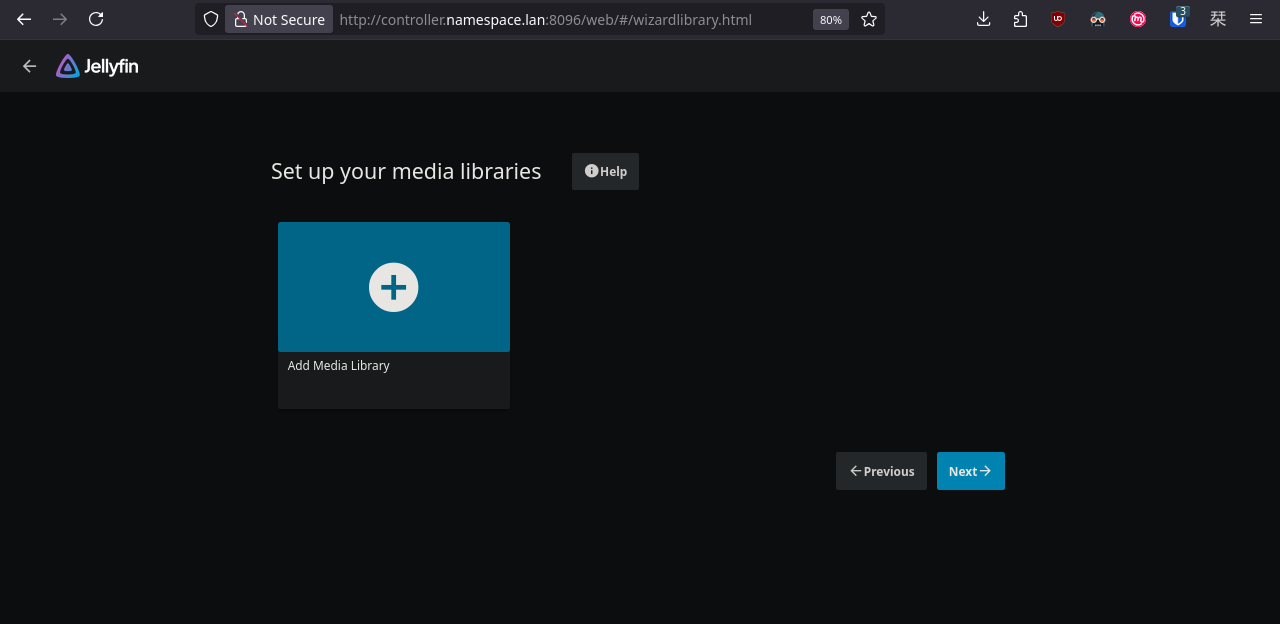 Not Secure
http://controller.namespace.lan:8096/web/#/wizardlibrary.html
80%
UD
m
3
栞
Jellyfin
Set up your media libraries
Help
Add Media Library
Previous
Next